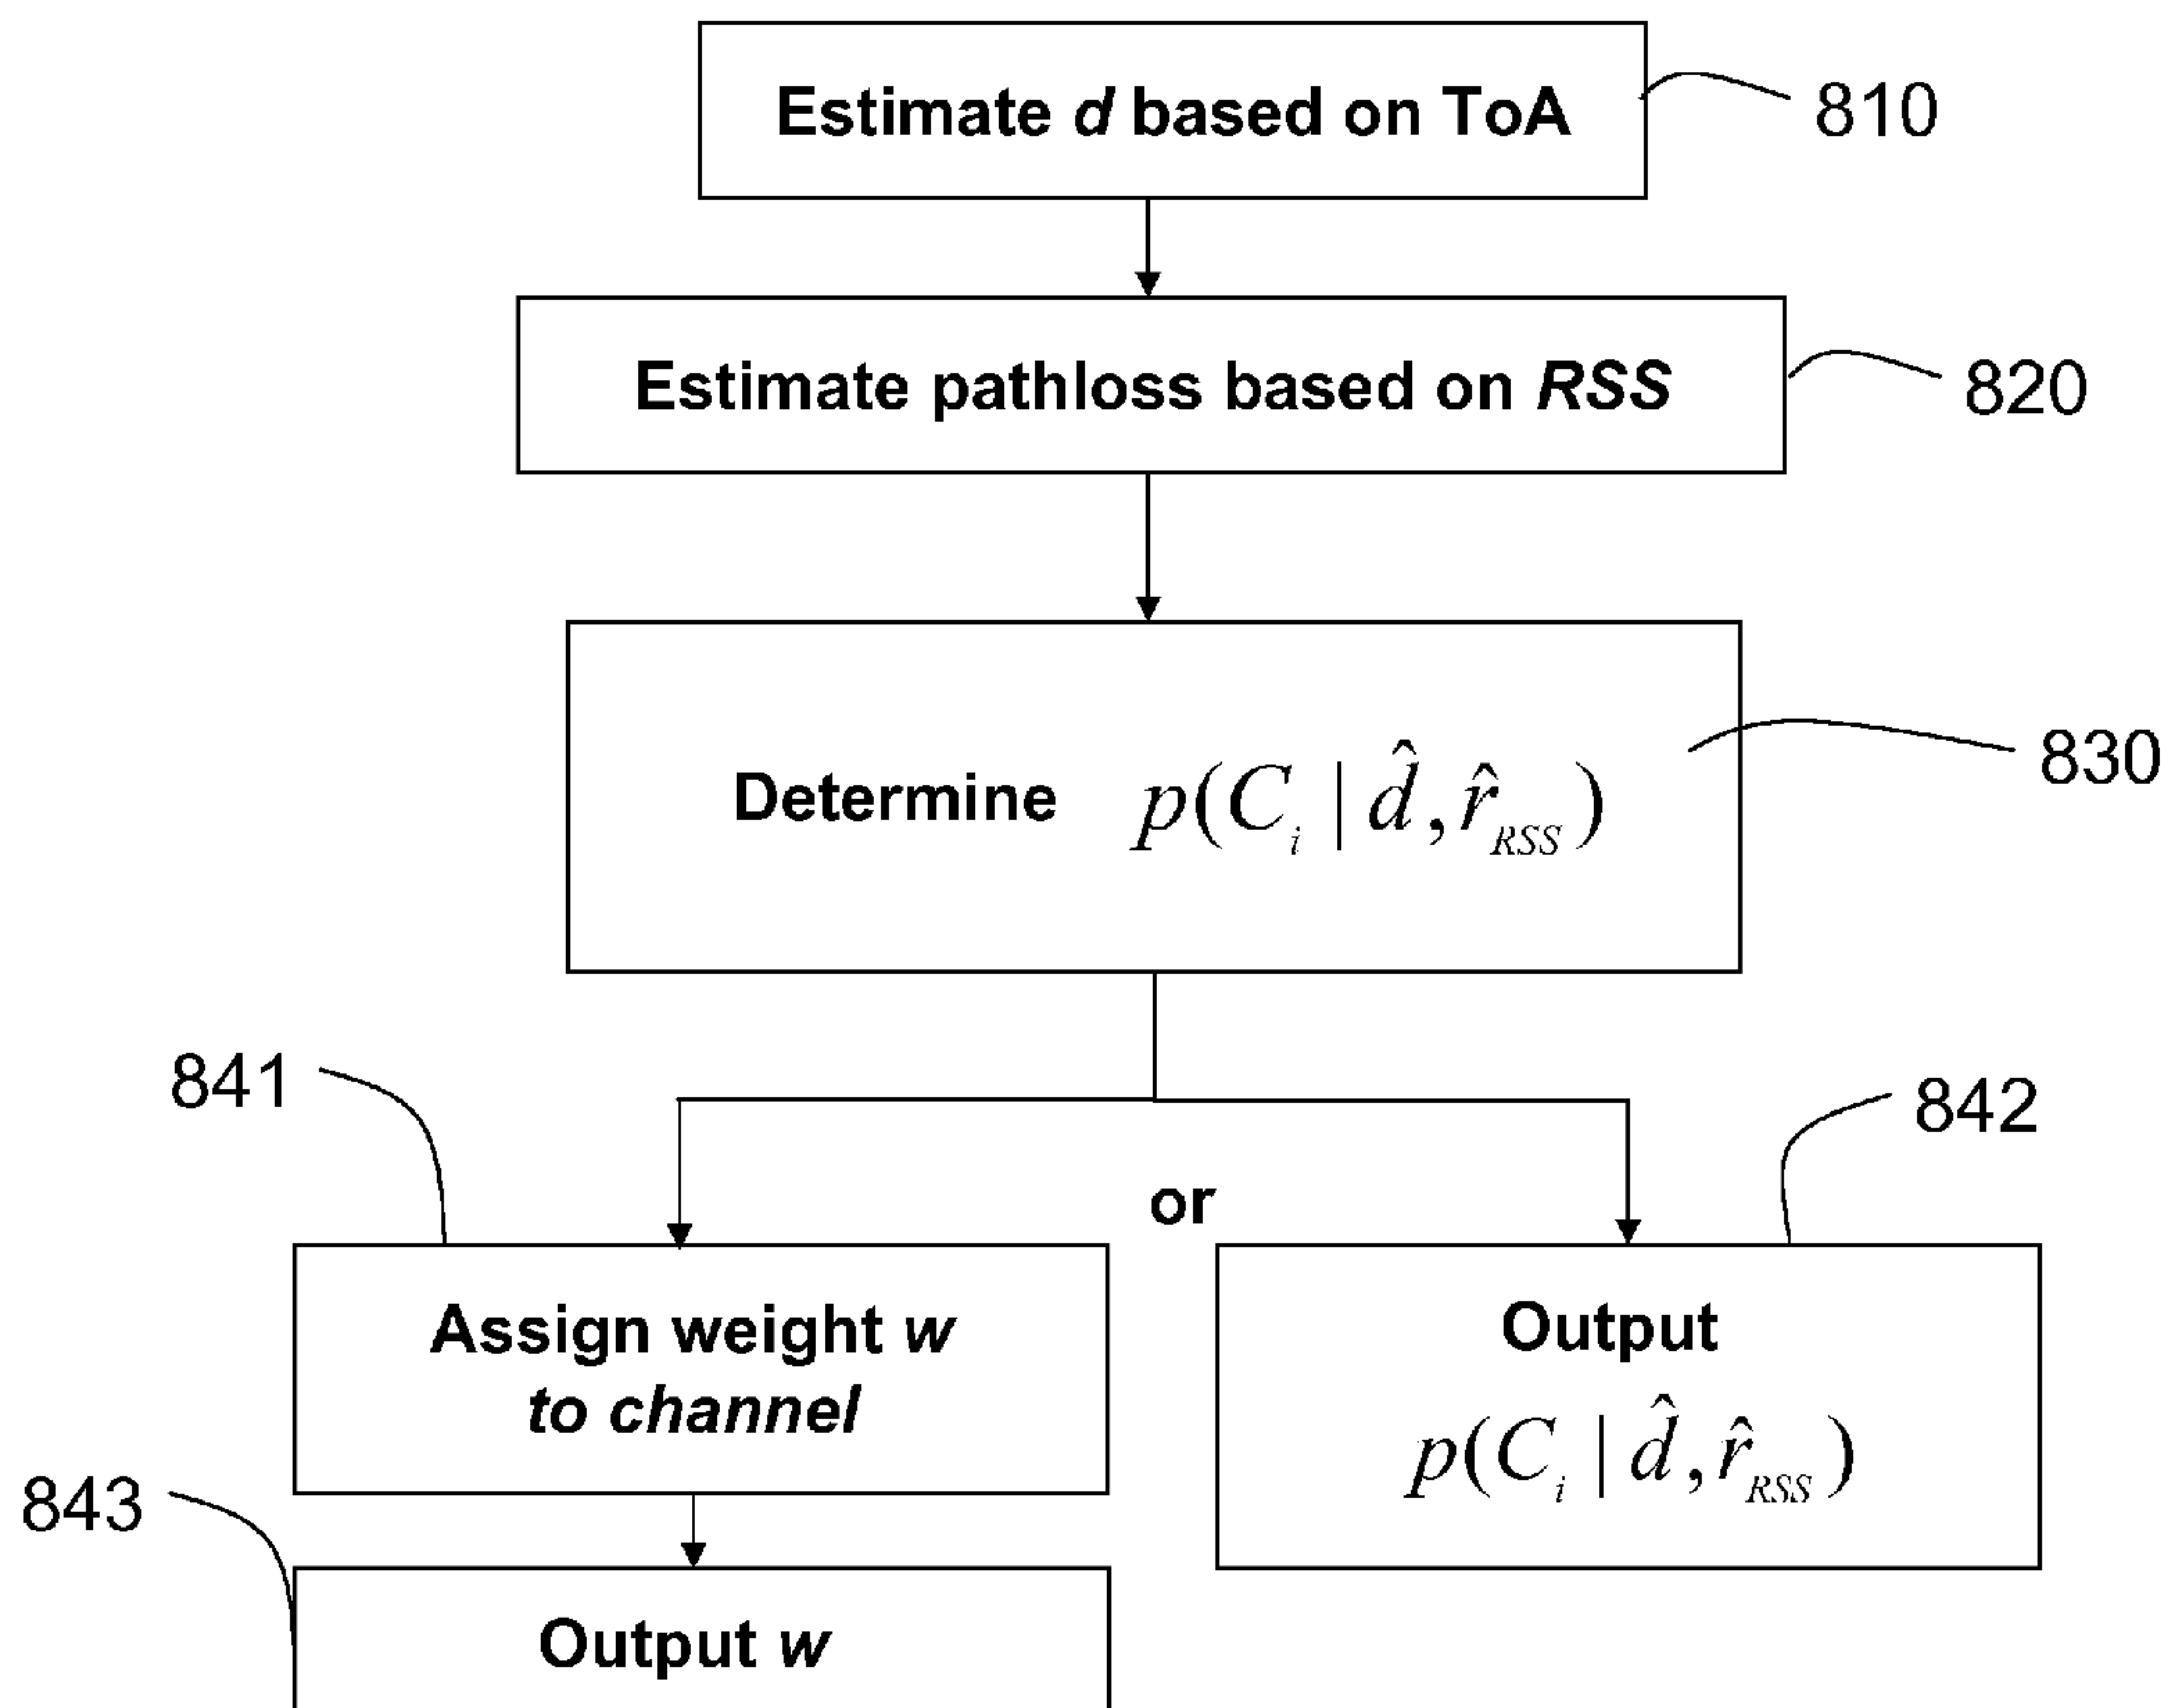 Estimate d based on ToA
810
Estimate pathloss based on RSS
820
Determine p(C_i | d̂, r̂_RSS)
830
841
842
or
Assign weight w
to channel
Output
p(C_i | d̂, r̂_RSS)
843
Output w